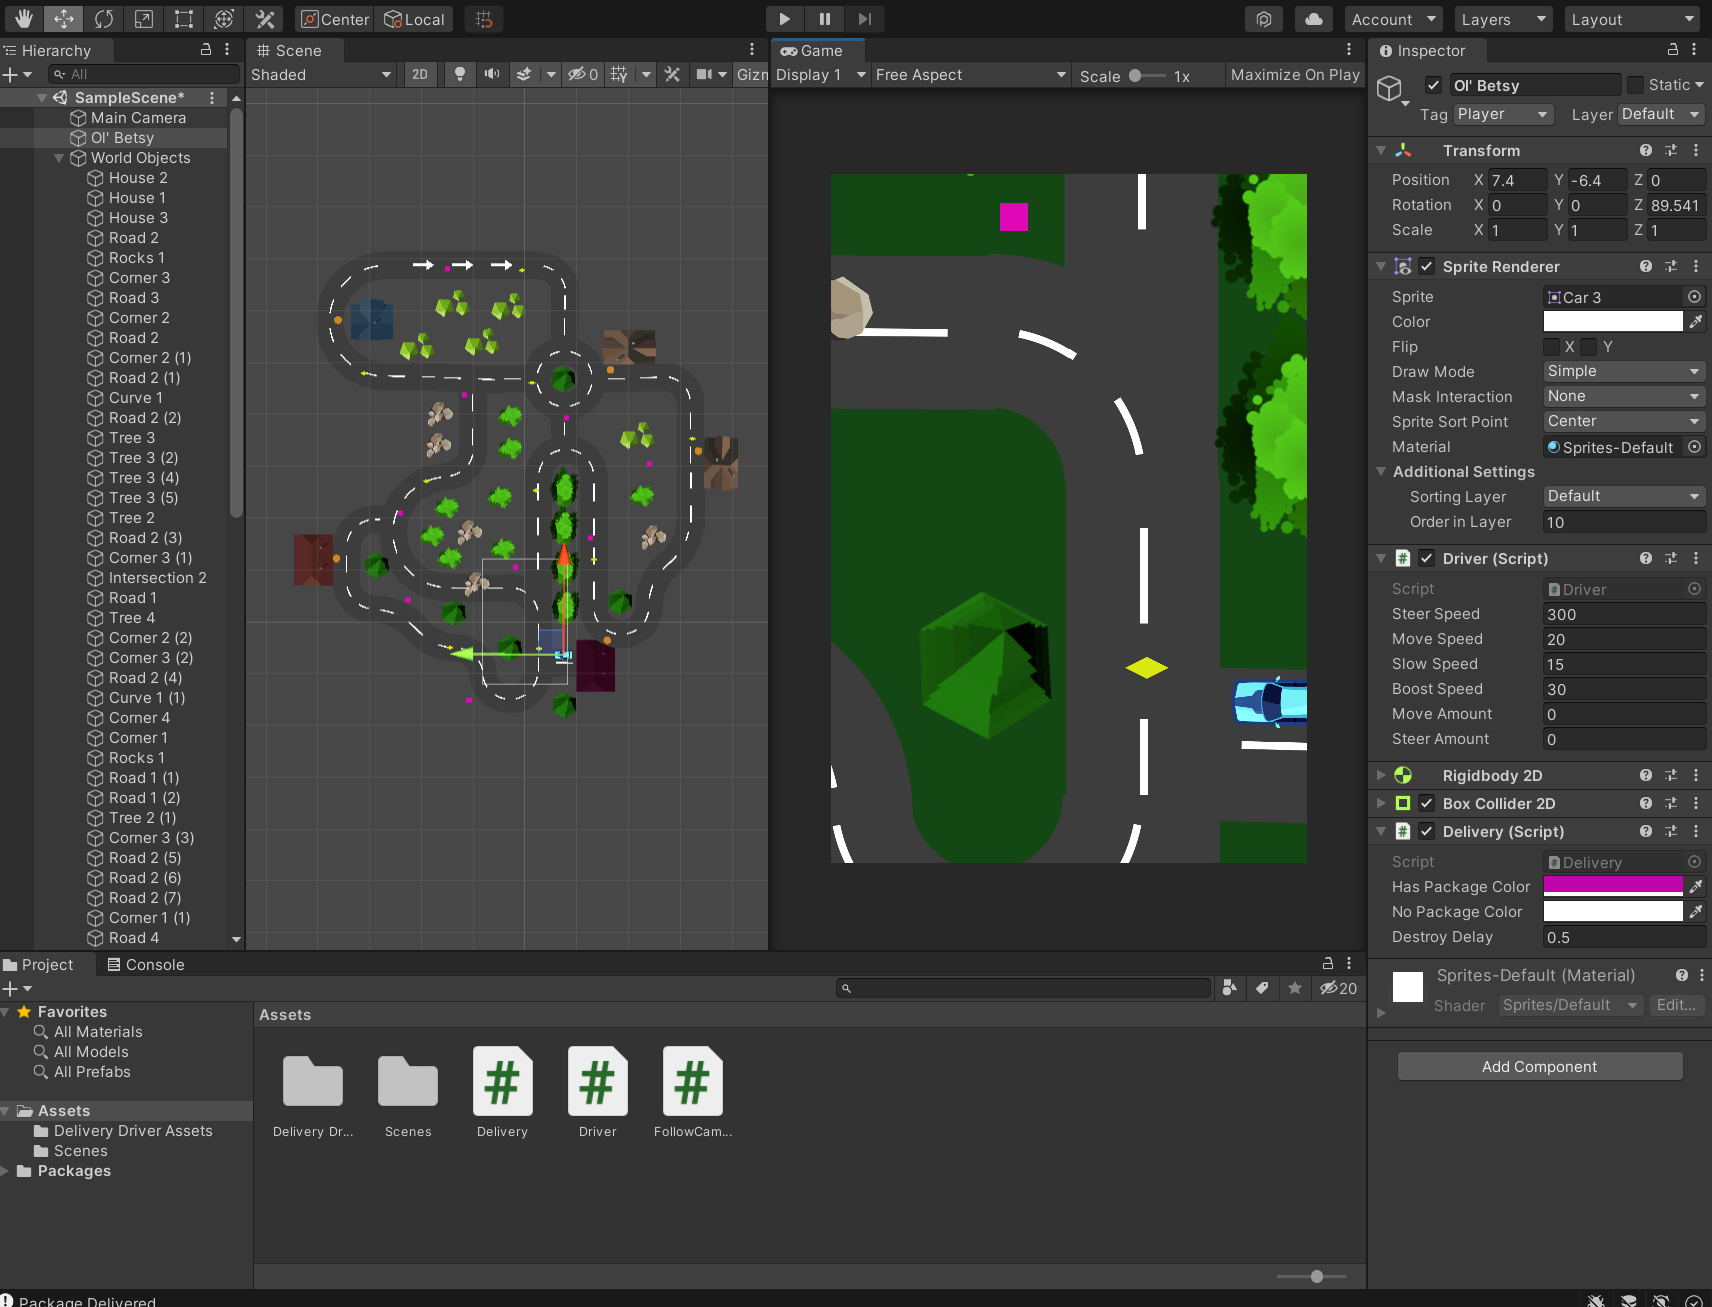 Center
Local
Account
Layers
Layout
Hierarchy
All
SampleScene*
Main Camera
Ol' Betsy
World Objects
House 2
House 1
House 3
Road 2
Rocks 1
Corner 3
Road 3
Corner 2
Road 2
Corner 2 (1)
Road 2 (1)
Curve 1
Road 2 (2)
Tree 3
Tree 3 (2)
Tree 3 (4)
Tree 3 (5)
Tree 2
Road 2 (3)
Corner 3 (1)
Intersection 2
Road 1
Tree 4
Corner 2 (2)
Corner 3 (2)
Road 2 (4)
Curve 1 (1)
Corner 4
Corner 1
Rocks 1
Road 1 (1)
Road 1 (2)
Tree 2 (1)
Corner 3 (3)
Road 2 (5)
Road 2 (6)
Road 2 (7)
Corner 1 (1)
Road 4
Scene
Shaded
2D
0
Gizm
Game
Display 1
Free Aspect
Scale
1x
Maximize On Play
Inspector
Ol' Betsy
Static
Tag Player
Layer Default
Transform
Position X 7.4 Y -6.4 Z 0
Rotation X 0 Y 0 Z 89.541
Scale X 1 Y 1 Z 1
Sprite Renderer
Sprite Car 3
Color
Flip X Y
Draw Mode Simple
Mask Interaction None
Sprite Sort Point Center
Material Sprites-Default
Additional Settings
Sorting Layer Default
Order in Layer 10
# Driver (Script)
Script # Driver
Steer Speed 300
Move Speed 20
Slow Speed 15
Boost Speed 30
Move Amount 0
Steer Amount 0
Rigidbody 2D
Box Collider 2D
# Delivery (Script)
Script # Delivery
Has Package Color
No Package Color
Destroy Delay 0.5
Sprites-Default (Material)
Shader Sprites/Default Edit...
Add Component
Project
Console
20
Favorites
All Materials
All Models
All Prefabs
Assets
Delivery Driver Assets
Scenes
Packages
Assets
# # #
Delivery Dr... Scenes Delivery Driver FollowCam...
Package Delivered